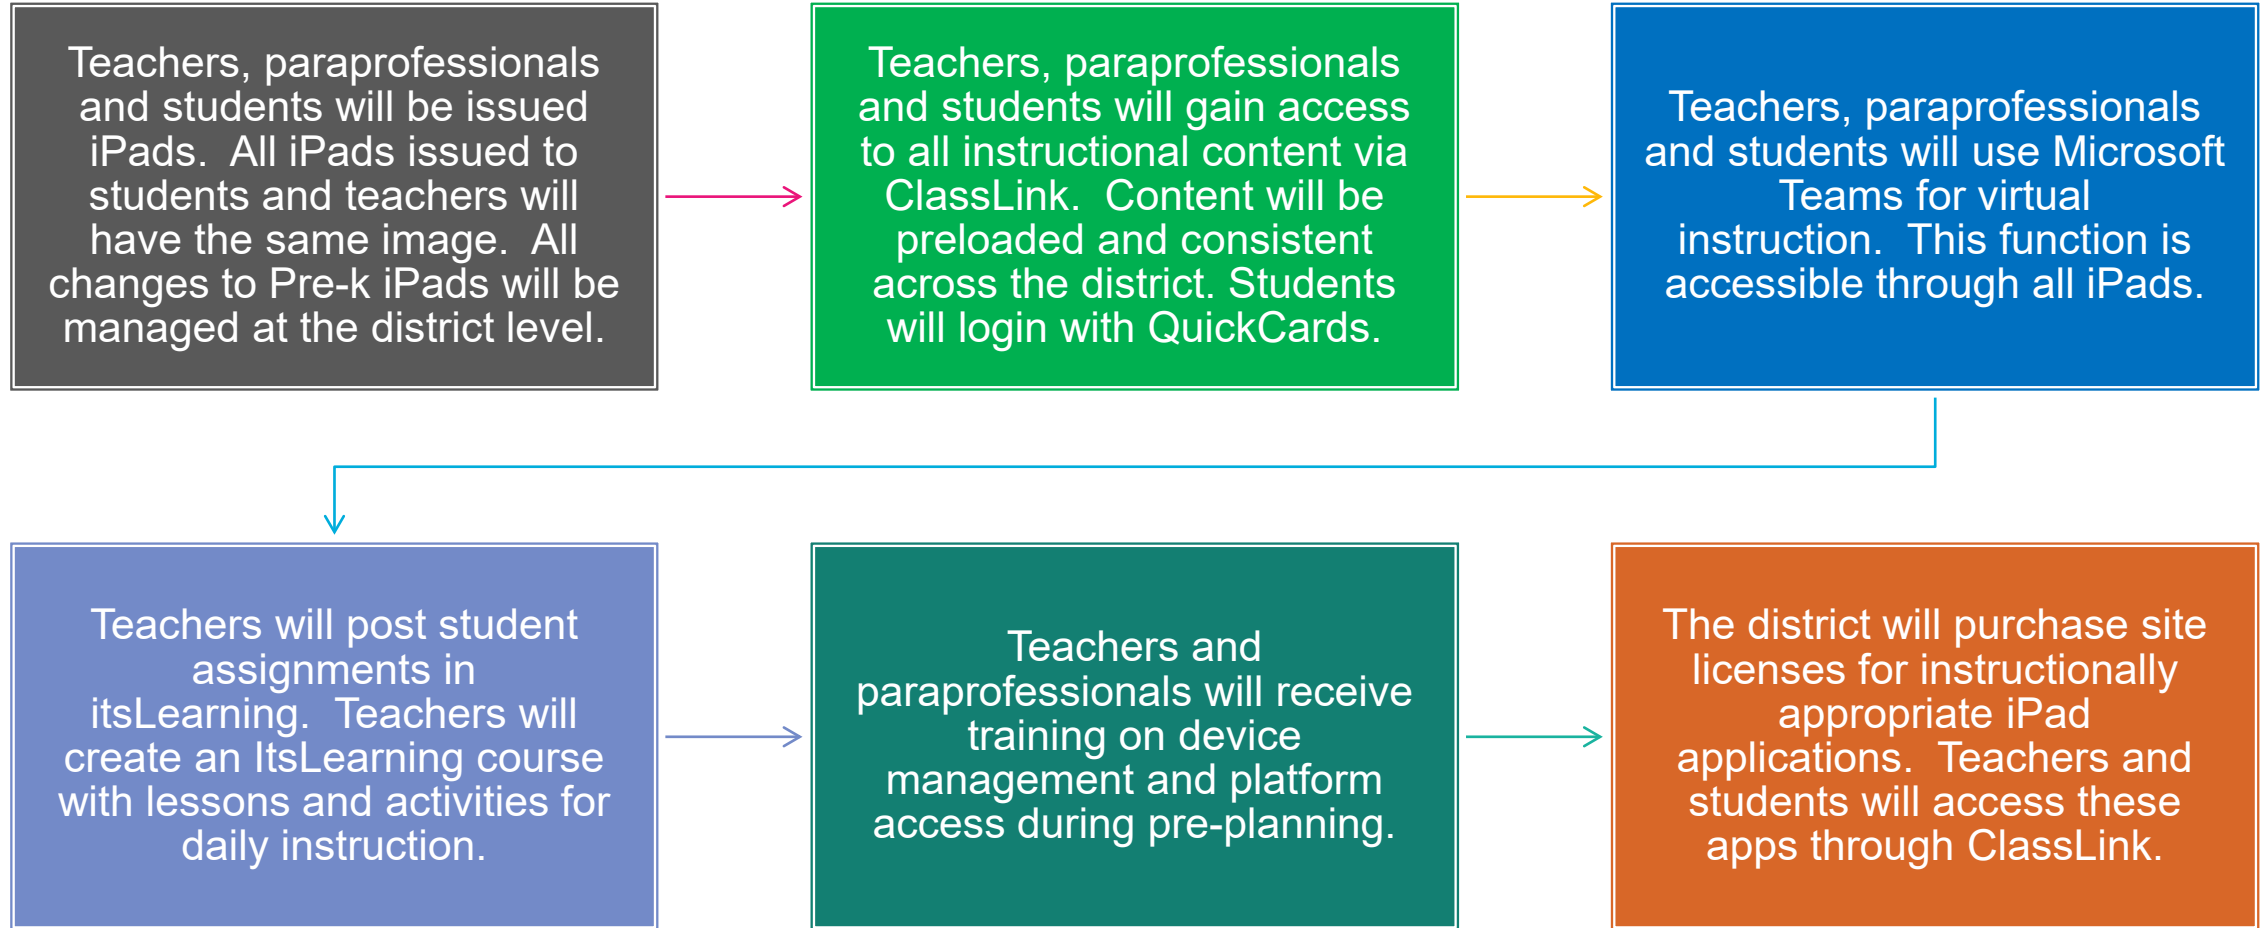 Teachers, paraprofessionals
and students will be issued
iPads.  All iPads issued to
students and teachers will
have the same image.  All
changes to Pre-k iPads will be
managed at the district level.
Teachers, paraprofessionals
and students will gain access
to all instructional content via
ClassLink.  Content will be
preloaded and consistent
across the district. Students
will login with QuickCards.
Teachers, paraprofessionals
and students will use Microsoft
Teams for virtual
instruction.  This function is
accessible through all iPads.
Teachers will post student
assignments in
itsLearning.  Teachers will
create an ItsLearning course
with lessons and activities for
daily instruction.
Teachers and
paraprofessionals will receive
training on device
management and platform
access during pre-planning.
The district will purchase site
licenses for instructionally
appropriate iPad
applications.  Teachers and
students will access these
apps through ClassLink.